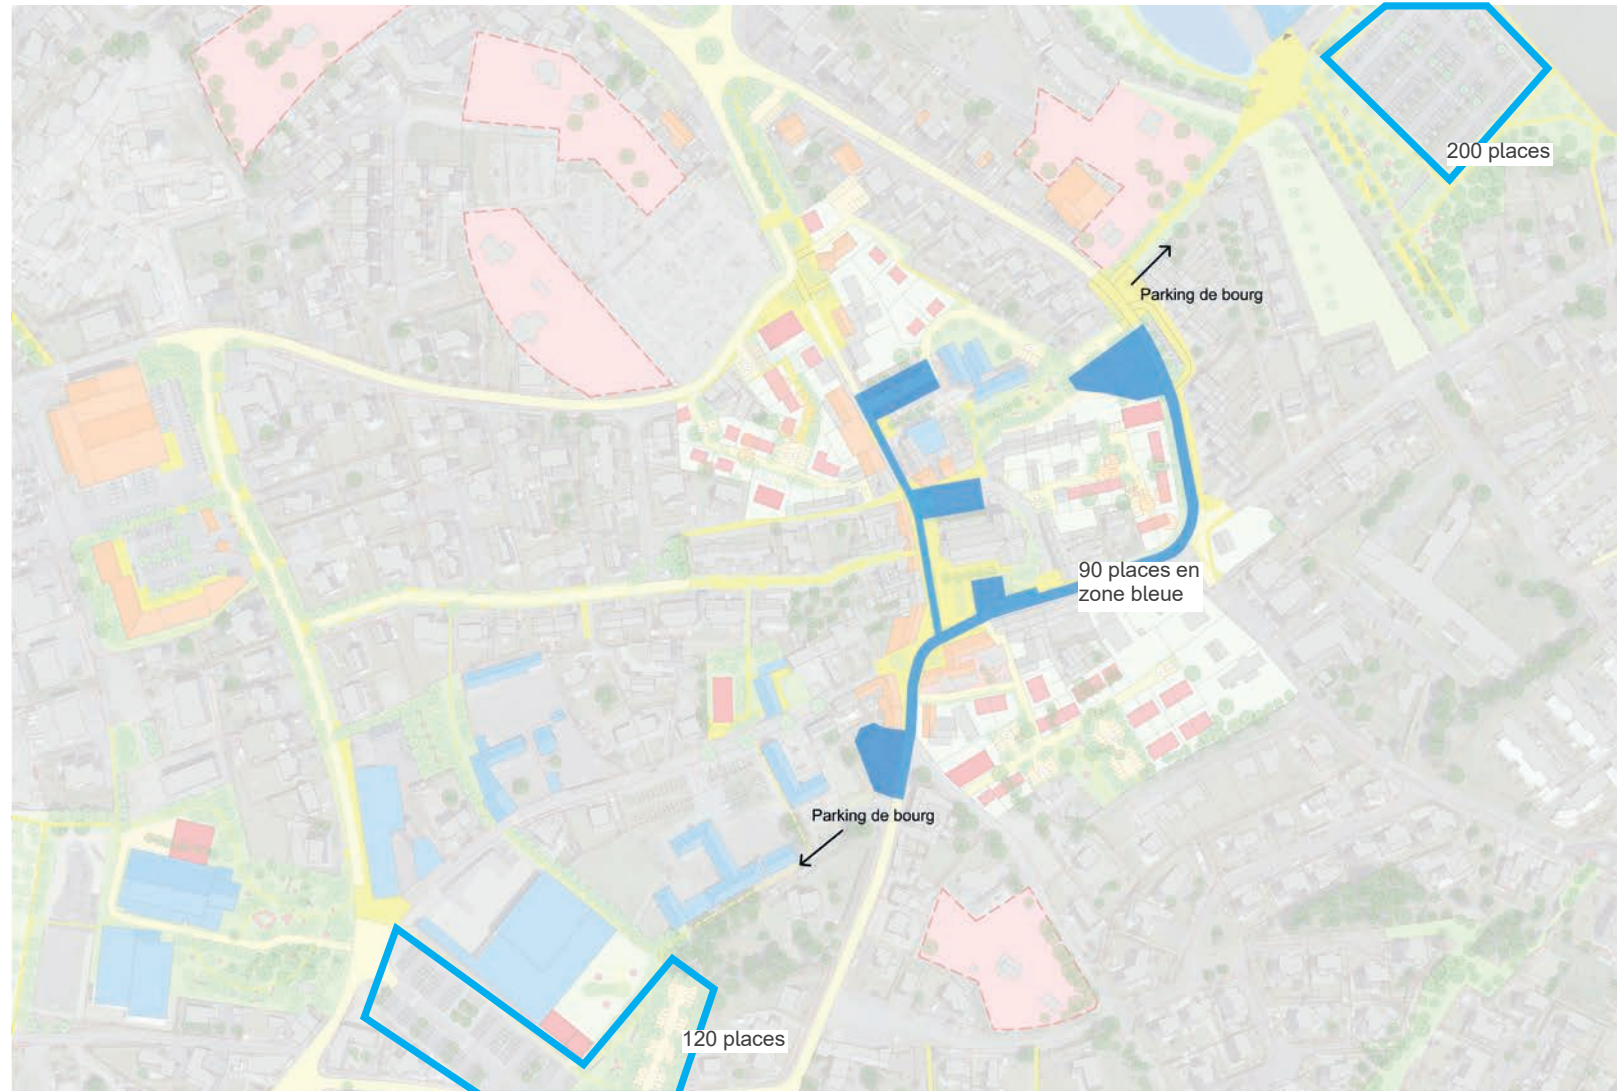 200 places
Parking de bourg
90 places en
zone bleue
Parking de bourg
120 places